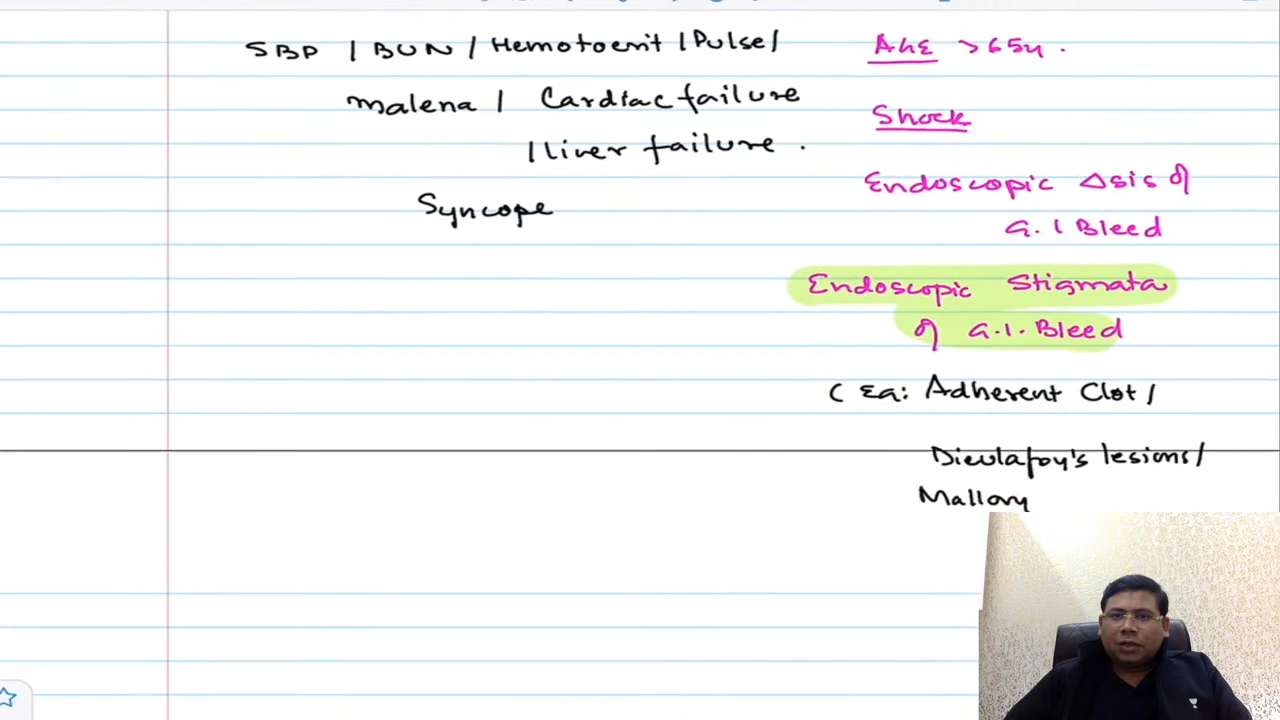 SBP / BUN / Hemotocrit / Pulse /
Malena / Cardiac failure
/ liver failure .
Syncope
AGE >65y .
Shock
Endoscopic Δsis of
G.I Bleed
Endoscopic Stigmata
of G.I. Bleed
( EG: Adherent Clot /
Dieulafoy's lesions /
Mallory